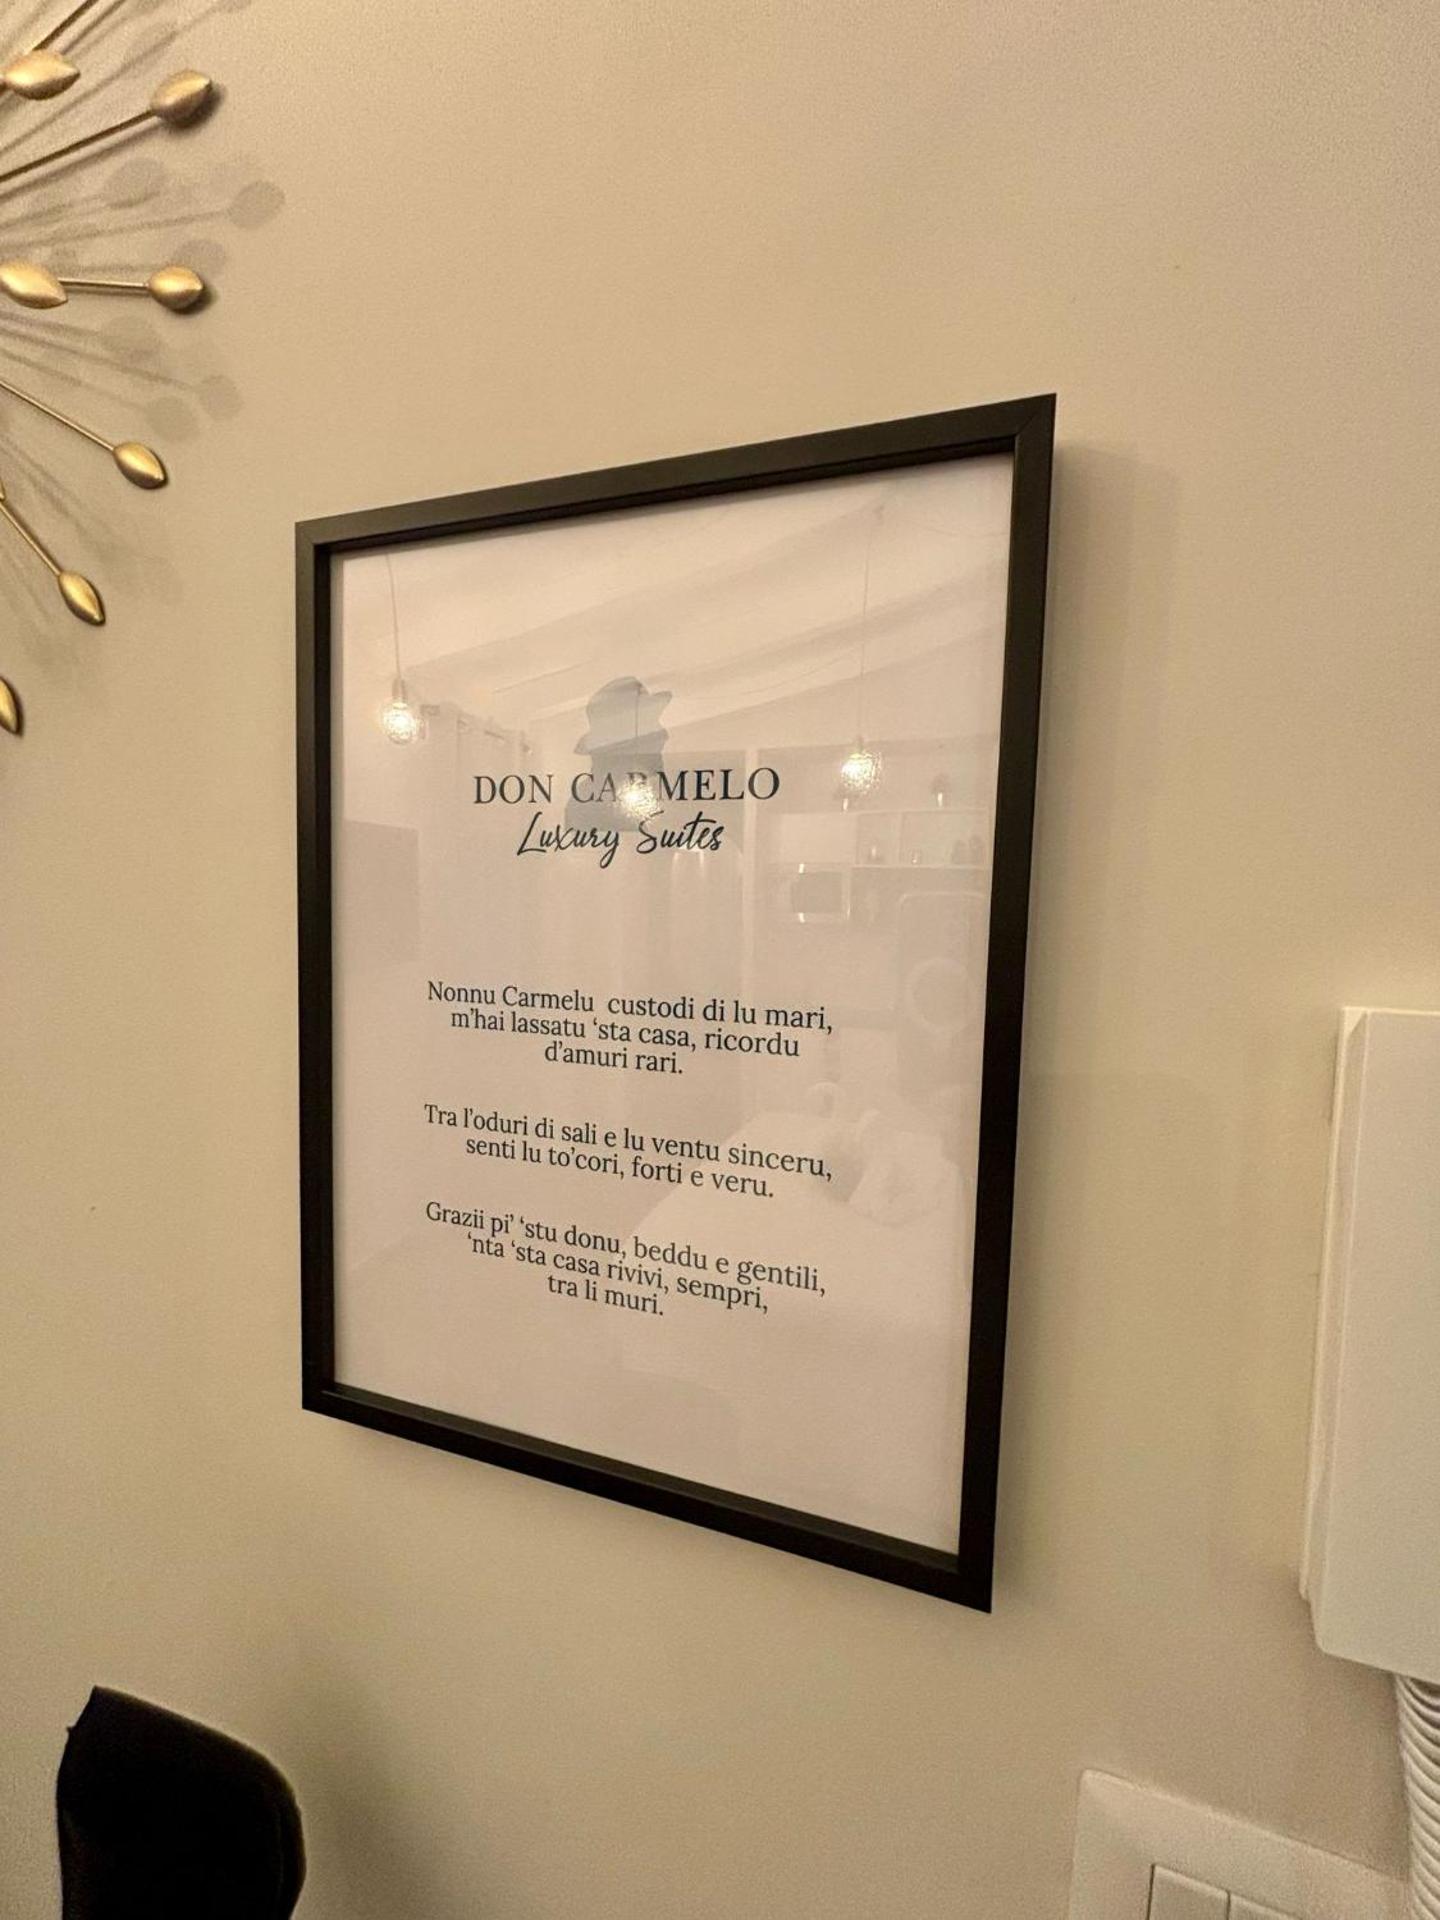 DON CARMELO
Luxury Suites
Nonnu Carmelu custodi di lu mari,
m'hai lassatu ‘sta casa, ricordu
d'amuri rari.
Tra l'oduri di sali e lu ventu sinceru,
senti lu to'cori, forti e veru.
Grazii pi’ ‘stu donu, beddu e gentili,
‘nta ‘sta casa rivivi, sempri,
tra li muri.